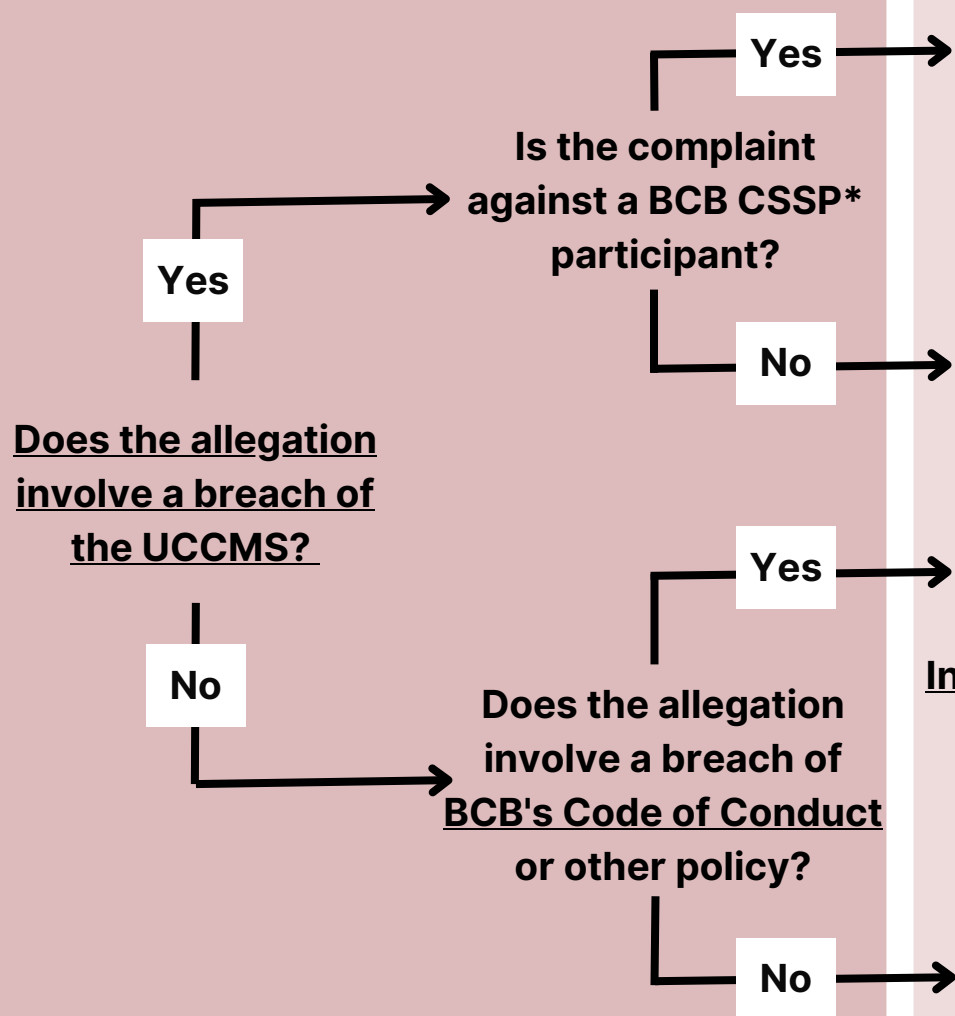 Yes
Is the complaint
against a BCB CSSP*
participant?
Yes
No
Does the allegation
involve a breach of
the UCCMS?
Yes
No
In
Does the allegation
involve a breach of
BCB's Code of Conduct
or other policy?
No